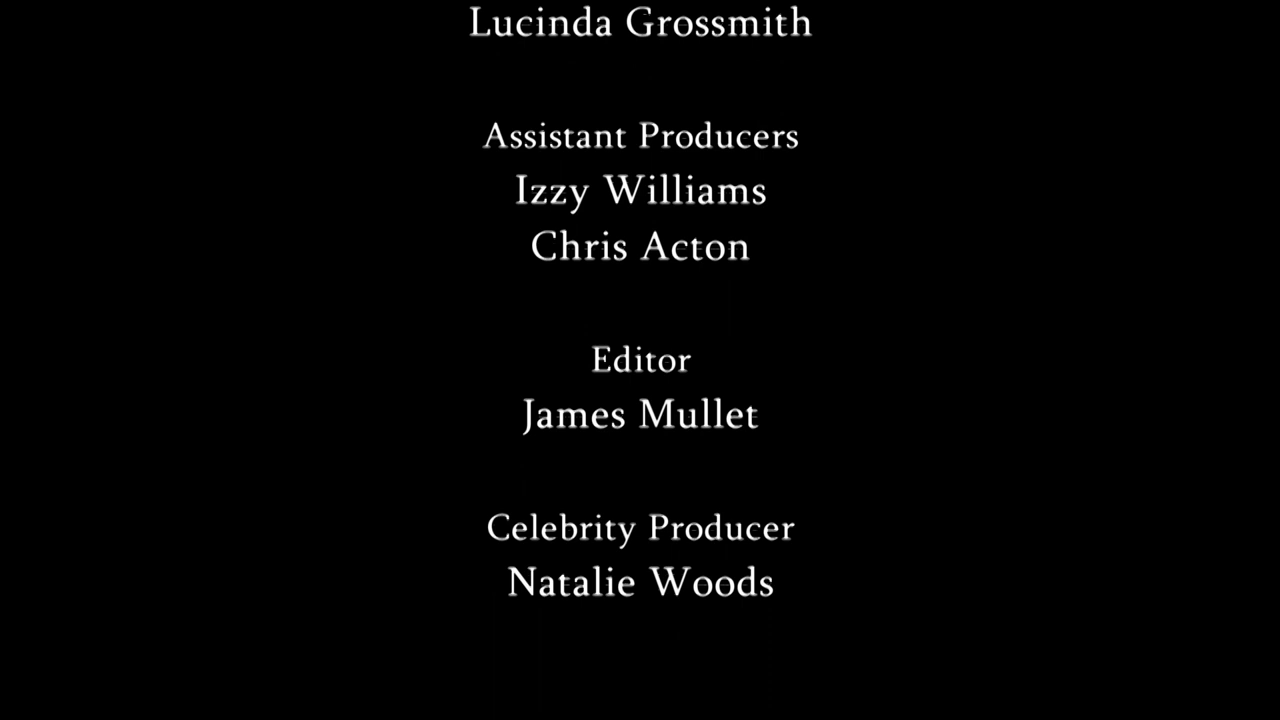 Lucinda Grossmith
Assistant Producers
Izzy Williams
Chris Acton
Editor
James Mullet
Celebrity Producer
Natalie Woods